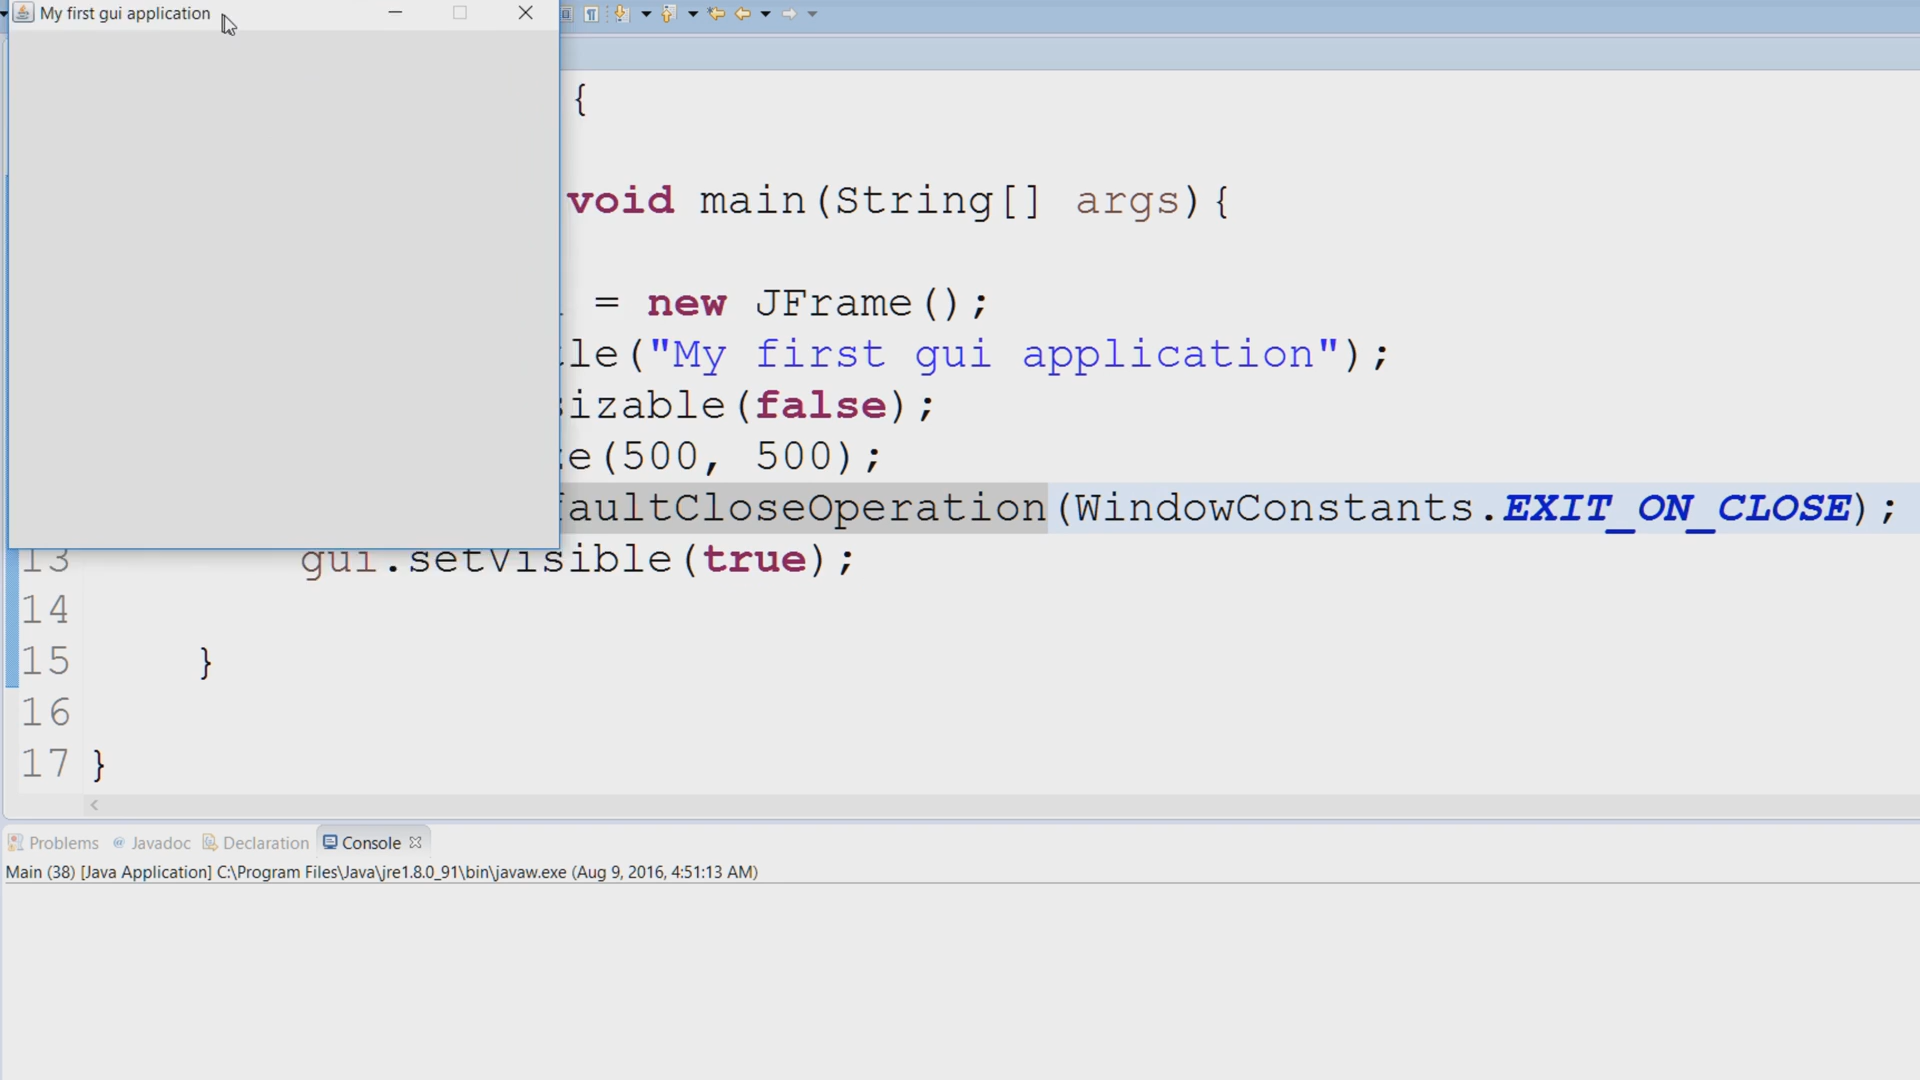 My first gui application
{
void main(String[] args){
= new JFrame();
le("My first gui application");
sizable(false);
e(500, 500);
faultCloseOperation(WindowConstants.EXIT_ON_CLOSE);
13 gui.setVisible(true);
14
15 }
16
17 }
Problems @ Javadoc Declaration Console
Main (38) [Java Application] C:\Program Files\Java\jre1.8.0_91\bin\javaw.exe (Aug 9, 2016, 4:51:13 AM)